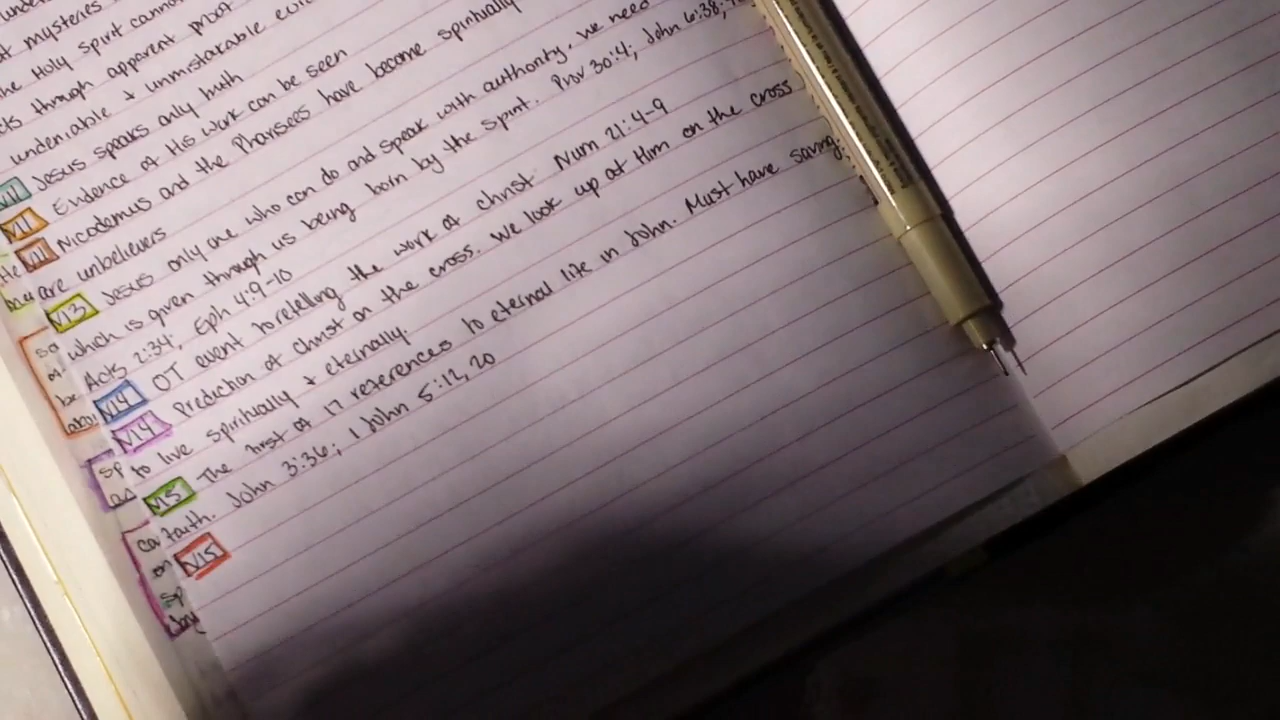 mysteries
the Holy Spirit canno
through apparent proof
undeniable + unmistakable evi
V11 Jesus speaks only truth
V11 Evidence of His work can be seen
V11 Nicodemus and the Pharisees have become spiritually
are unbelievers
V13 Jesus only one who can do and speak with authority. we need
which is given through us being born by the Spirit. Prv 30:4; John 6:38,
Acts 2:34; Eph 4:9-10
V14 OT event foretelling the work of Christ Num 21:4-9
V14 Prediction of Christ on the cross. We look up at Him on the cross
to live spiritually + eternally.
V15 The first of 17 references to eternal life in John. Must have saving
faith. John 3:36; 1 John 5:12, 20
V15